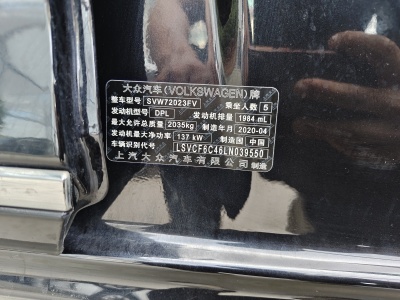 大众汽车(VOLKSWAGEN)牌
整车型号 SVW72023FV 乘坐人数 5
发动机型号 DPL 发动机排量 1984 mL
最大允许总质量 2035kg 制造年月 2020-04
发动机最大净功率 137 kW 制造国 中国
车辆识别代号 LSVCF6C46LN039550
上汽大众汽车有限公司 制造